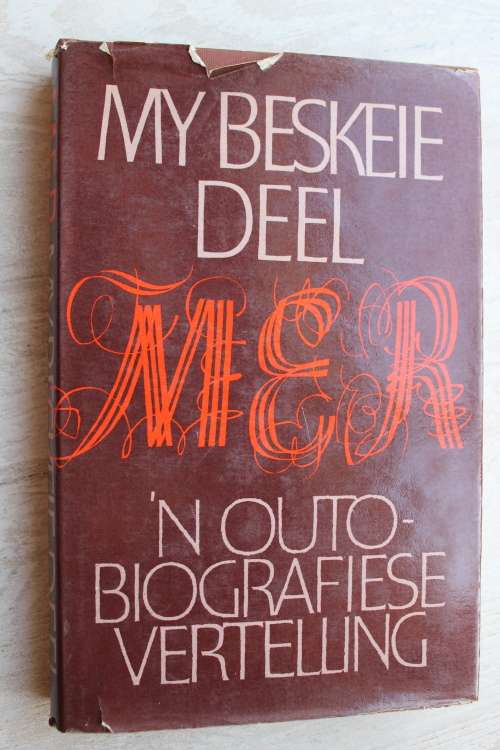 MY BESKEIE
DEEL
MER
'N OUTO-
BIOGRAFIESE
VERTELLING